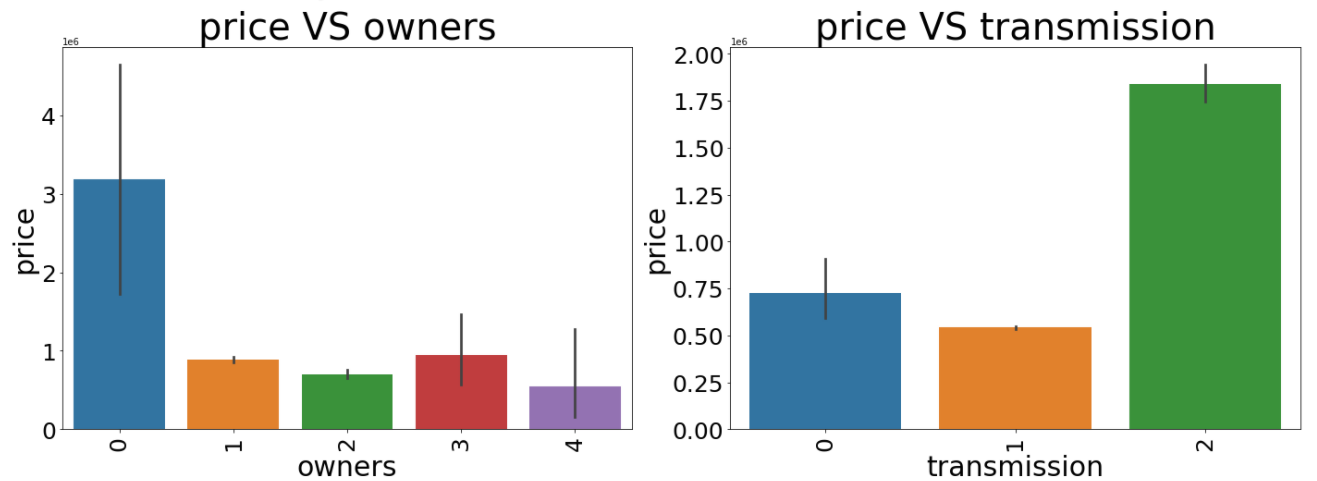 price VS owners
1e6
4
3
2
1
0
price
0 1 2 3 4
owners
price VS transmission
1e6
2.00
1.75
1.50
1.25
1.00
0.75
0.50
0.25
0.00
price
0 1 2
transmission